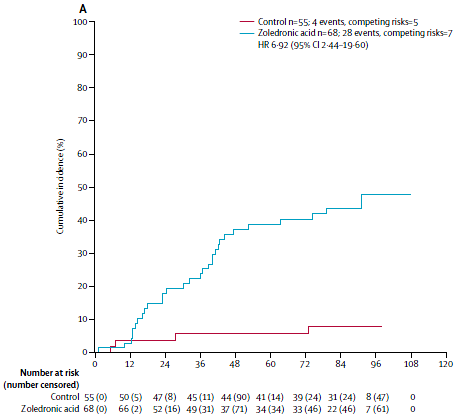 A
Control n=55; 4 events, competing risks=5
Zoledronic acid n=68; 28 events, competing risks=7
HR 6·92 (95% CI 2·44–19·60)
100
90
80
70
60
50
40
30
20
10
0
Cumulative incidence (%)
0 12 24 36 48 60 72 84 96 108 120
Number at risk
(number censored)
Control 55 (0) 50 (5) 47 (8) 45 (11) 44 (90) 41 (14) 39 (24) 31 (24) 8 (47) 0
Zoledronic acid 68 (0) 66 (2) 52 (16) 49 (31) 37 (71) 34 (34) 33 (46) 22 (46) 7 (61) 0